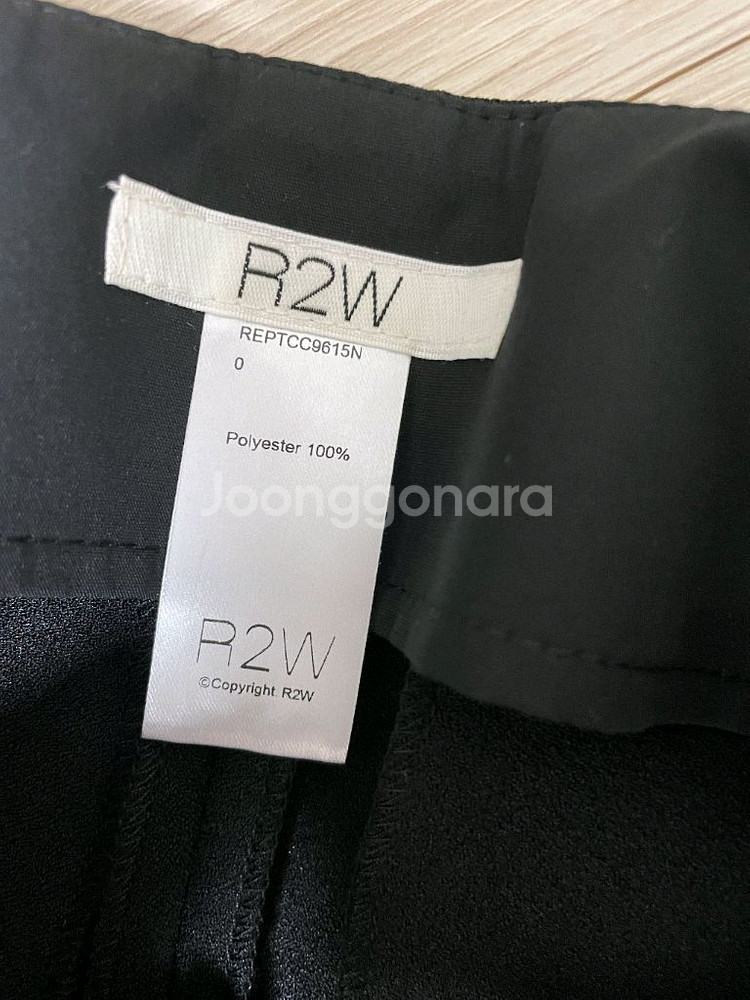 R2W
REPTCC9615N
0
Polyester 100%
Joonggonara
R2W
©Copyright. R2W